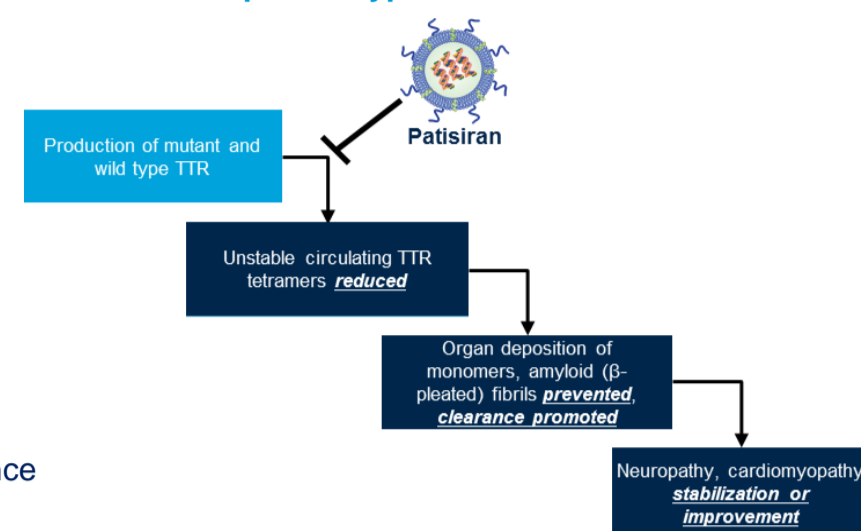 Patisiran
Production of mutant and
wild type TTR
Unstable circulating TTR
tetramers reduced
Organ deposition of
monomers, amyloid (β-
pleated) fibrils prevented,
clearance promoted
Neuropathy, cardiomyopathy
stabilization or
improvement